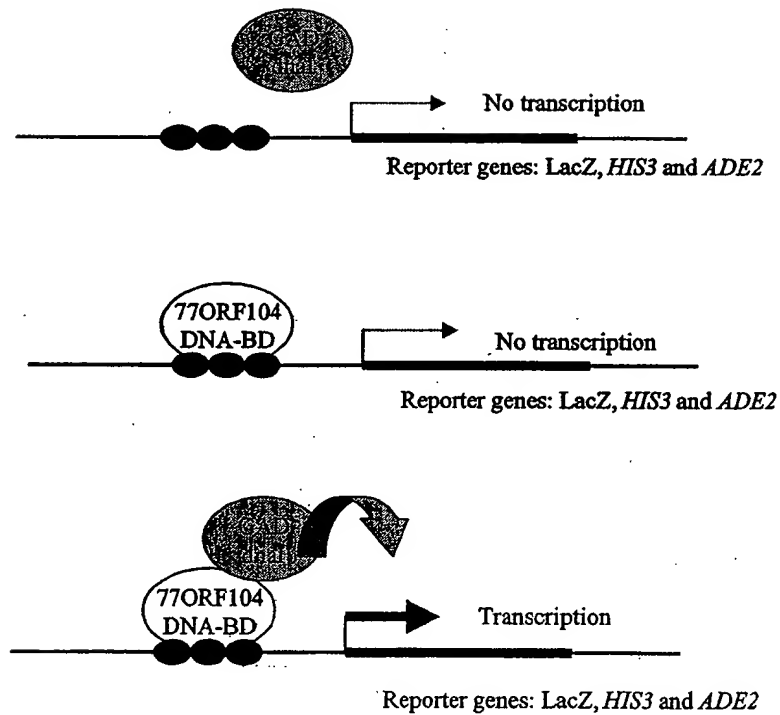 No transcription
Reporter genes: LacZ, HIS3 and ADE2
77ORF104
DNA-BD
No transcription
Reporter genes: LacZ, HIS3 and ADE2
77ORF104
DNA-BD
Transcription
Reporter genes: LacZ, HIS3 and ADE2